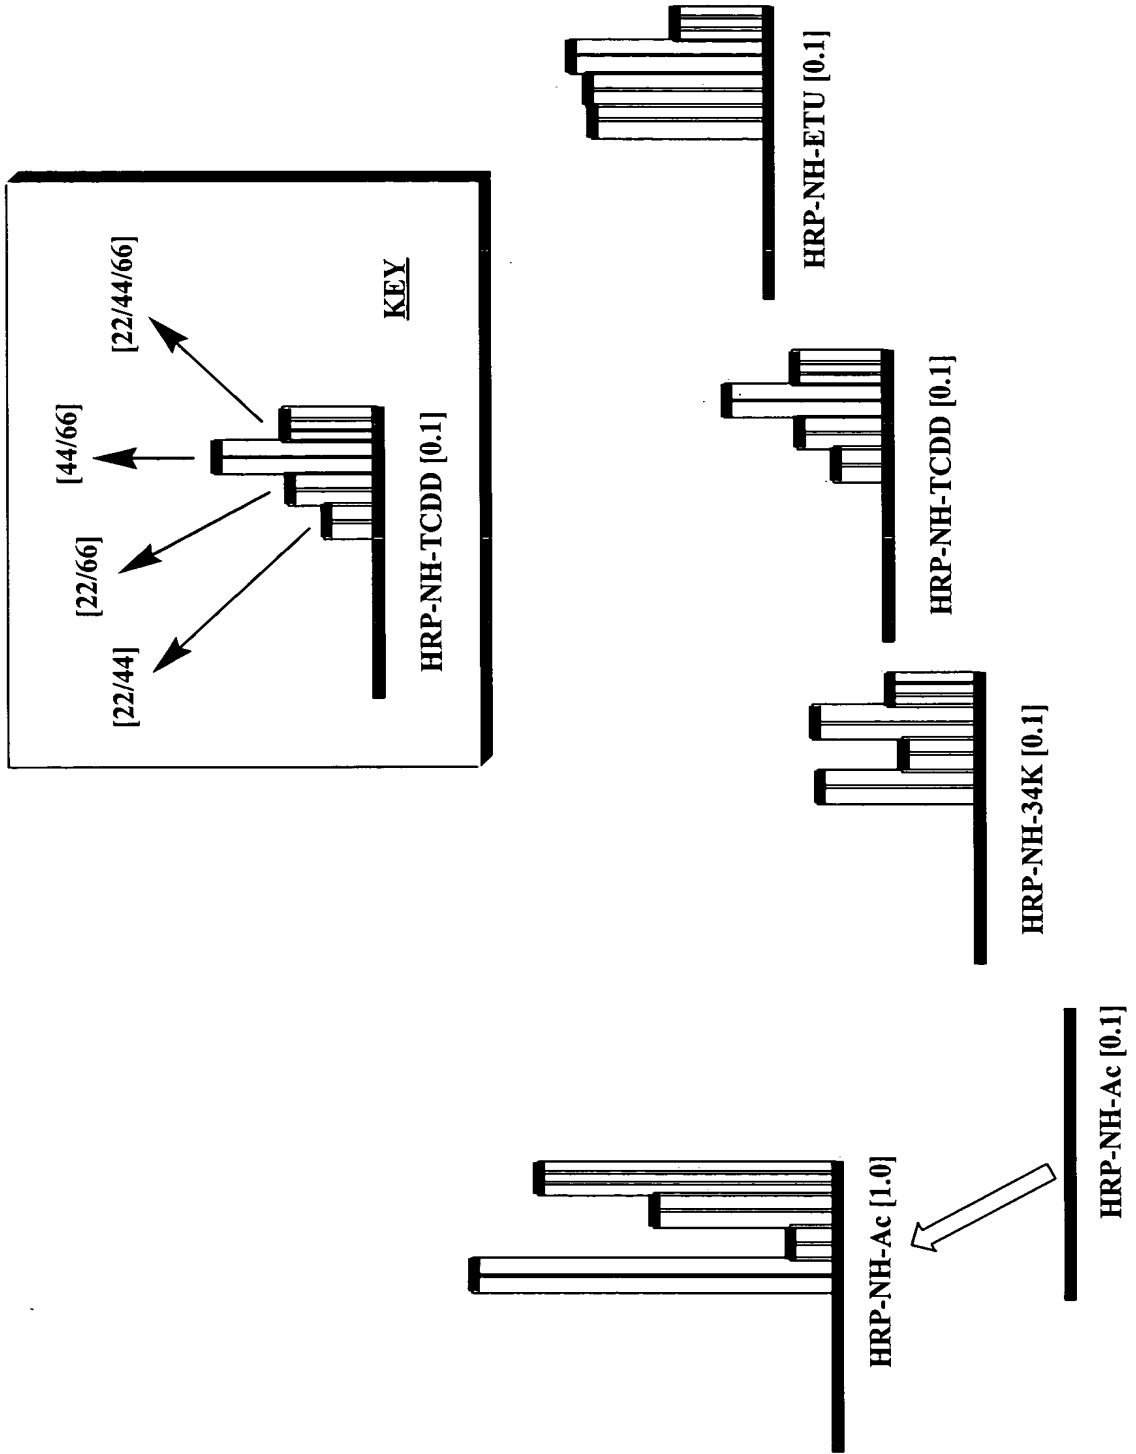 [22/44]
[22/66]
[44/66]
[22/44/66]
HRP-NH-TCDD [0.1]
KEY
HRP-NH-Ac [1.0]
HRP-NH-Ac [0.1]
HRP-NH-34K [0.1]
HRP-NH-TCDD [0.1]
HRP-NH-ETU [0.1]